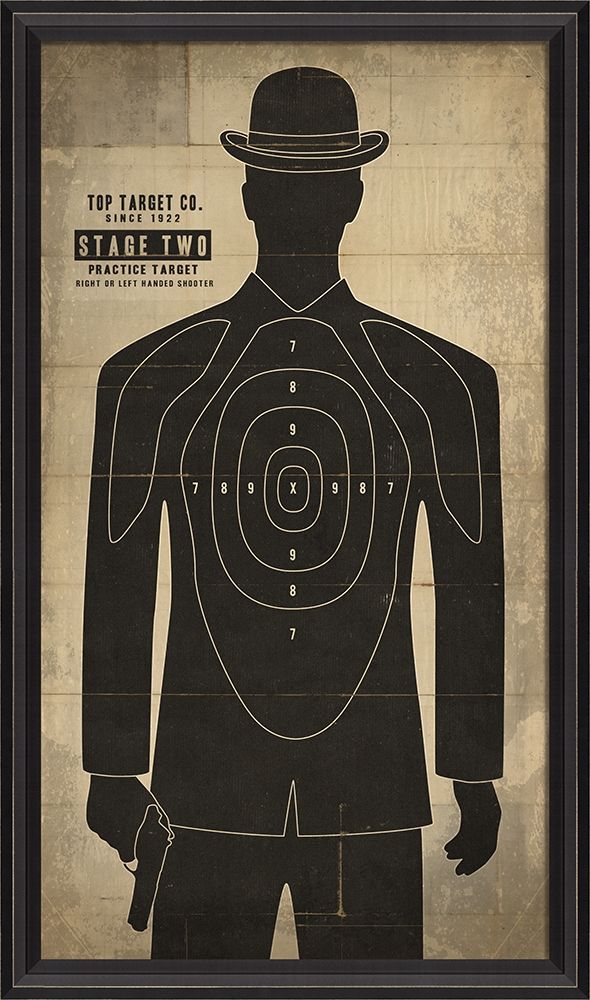 TOP TARGET CO.
SINCE 1922
STAGE TWO
PRACTICE TARGET
RIGHT OR LEFT HANDED SHOOTER
7
8
9
7 8 9 X 9 8 7
9
8
7